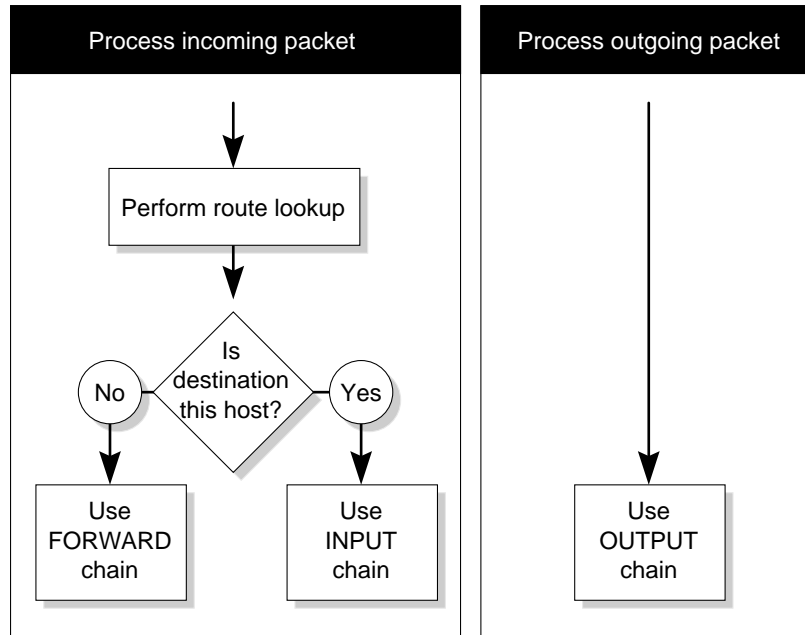 Process incoming packet
Perform route lookup
Is
destination
this host?
No
Yes
Use
FORWARD
chain
Use
INPUT
chain
Process outgoing packet
Use
OUTPUT
chain